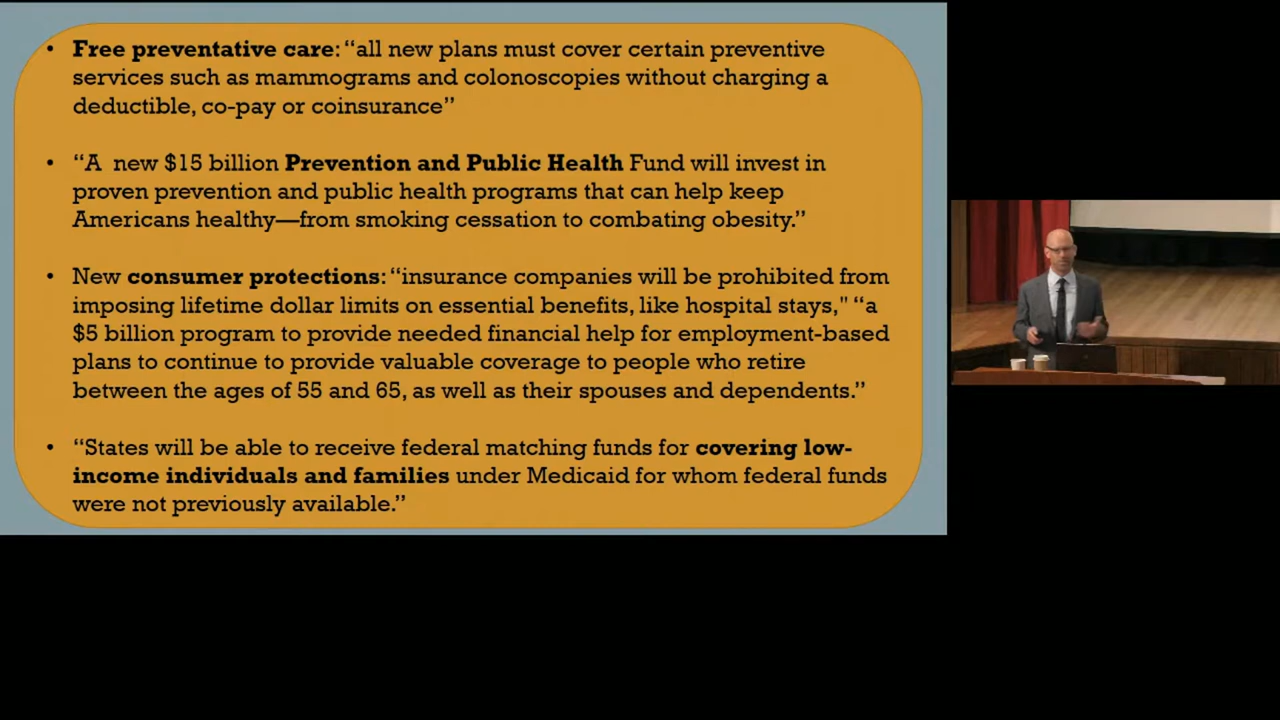 • Free preventative care: “all new plans must cover certain preventive
services such as mammograms and colonoscopies without charging a
deductible, co-pay or coinsurance”
• “A new $15 billion Prevention and Public Health Fund will invest in
proven prevention and public health programs that can help keep
Americans healthy—from smoking cessation to combating obesity.”
• New consumer protections: “insurance companies will be prohibited from
imposing lifetime dollar limits on essential benefits, like hospital stays," “a
$5 billion program to provide needed financial help for employment-based
plans to continue to provide valuable coverage to people who retire
between the ages of 55 and 65, as well as their spouses and dependents.”
• “States will be able to receive federal matching funds for covering low-
income individuals and families under Medicaid for whom federal funds
were not previously available.”